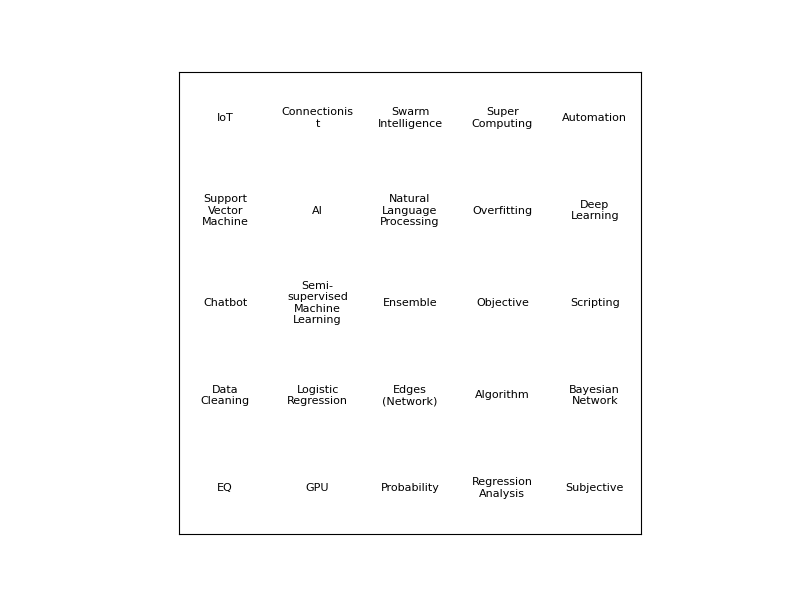 IoT
Connectionis
t
Swarm
Intelligence
Super
Computing
Automation
Support
Vector
Machine
AI
Natural
Language
Processing
Overfitting
Deep
Learning
Chatbot
Semi-
supervised
Machine
Learning
Ensemble
Objective
Scripting
Data
Cleaning
Logistic
Regression
Edges
(Network)
Algorithm
Bayesian
Network
EQ
GPU
Probability
Regression
Analysis
Subjective